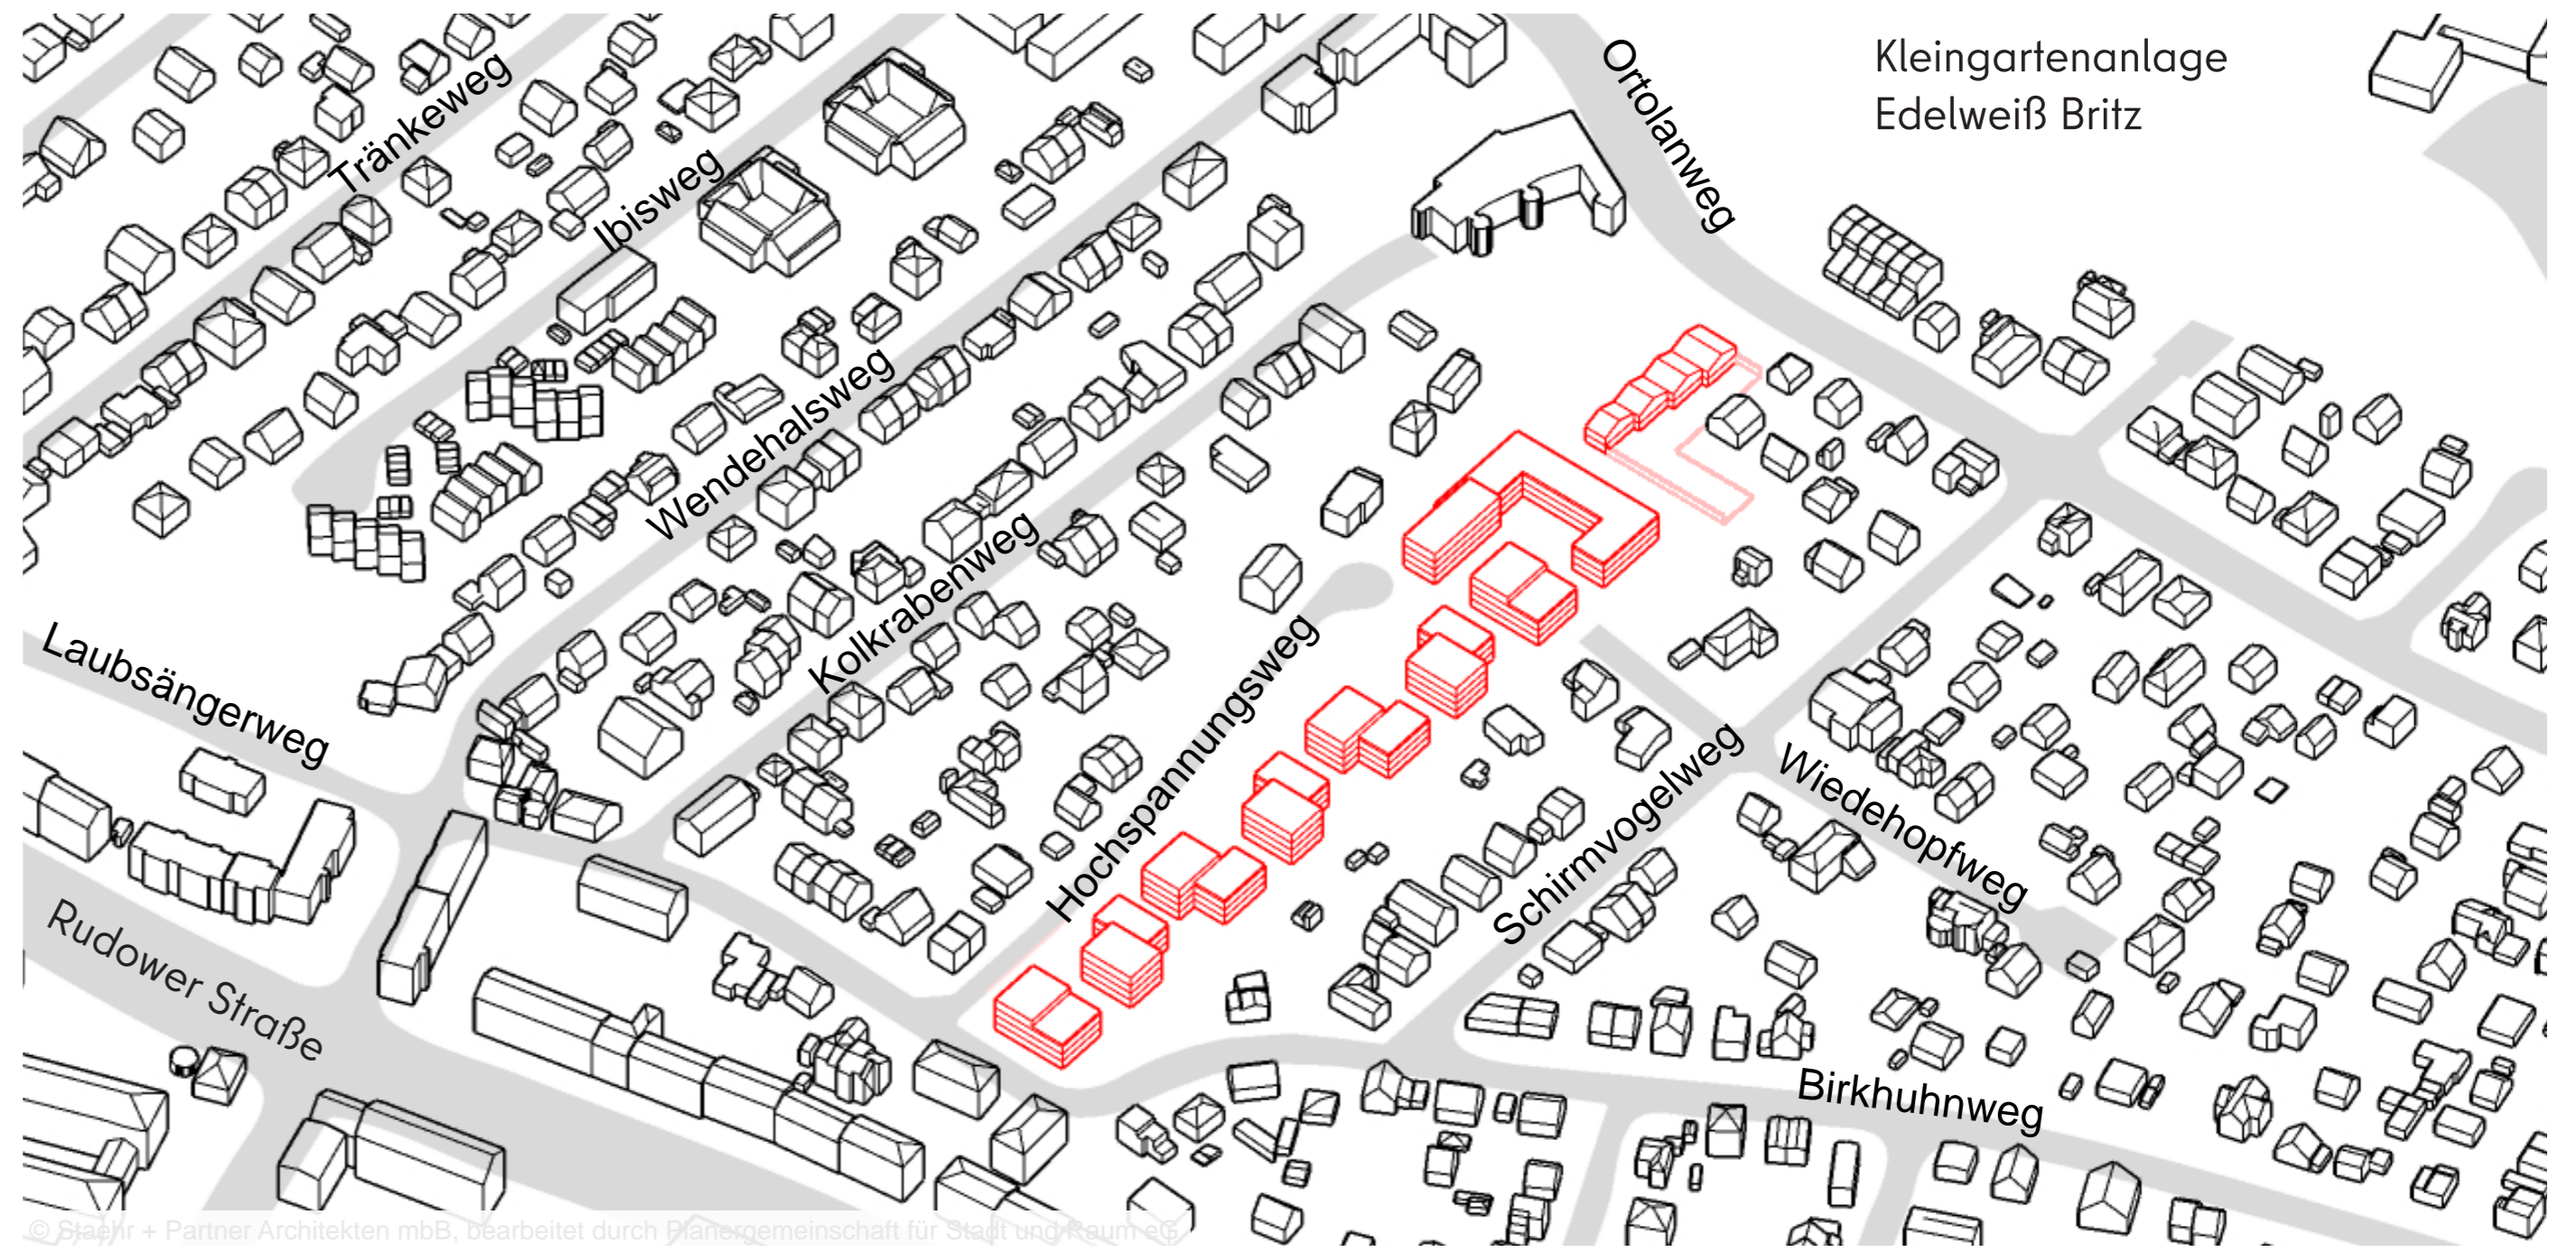 Kleingartenanlage
Edelweiß Britz
Ortolanweg
Tränkeweg
Ibisweg
Wendehalsweg
Kolkrabenweg
Laubsängerweg
Hochspannungsweg
Schirmvogelweg
Wiedehopfweg
Rudower Straße
Birkhuhnweg
© Staehr + Partner Architekten mbB, bearbeitet durch Planergemeinschaft für Stadt und Raum eG